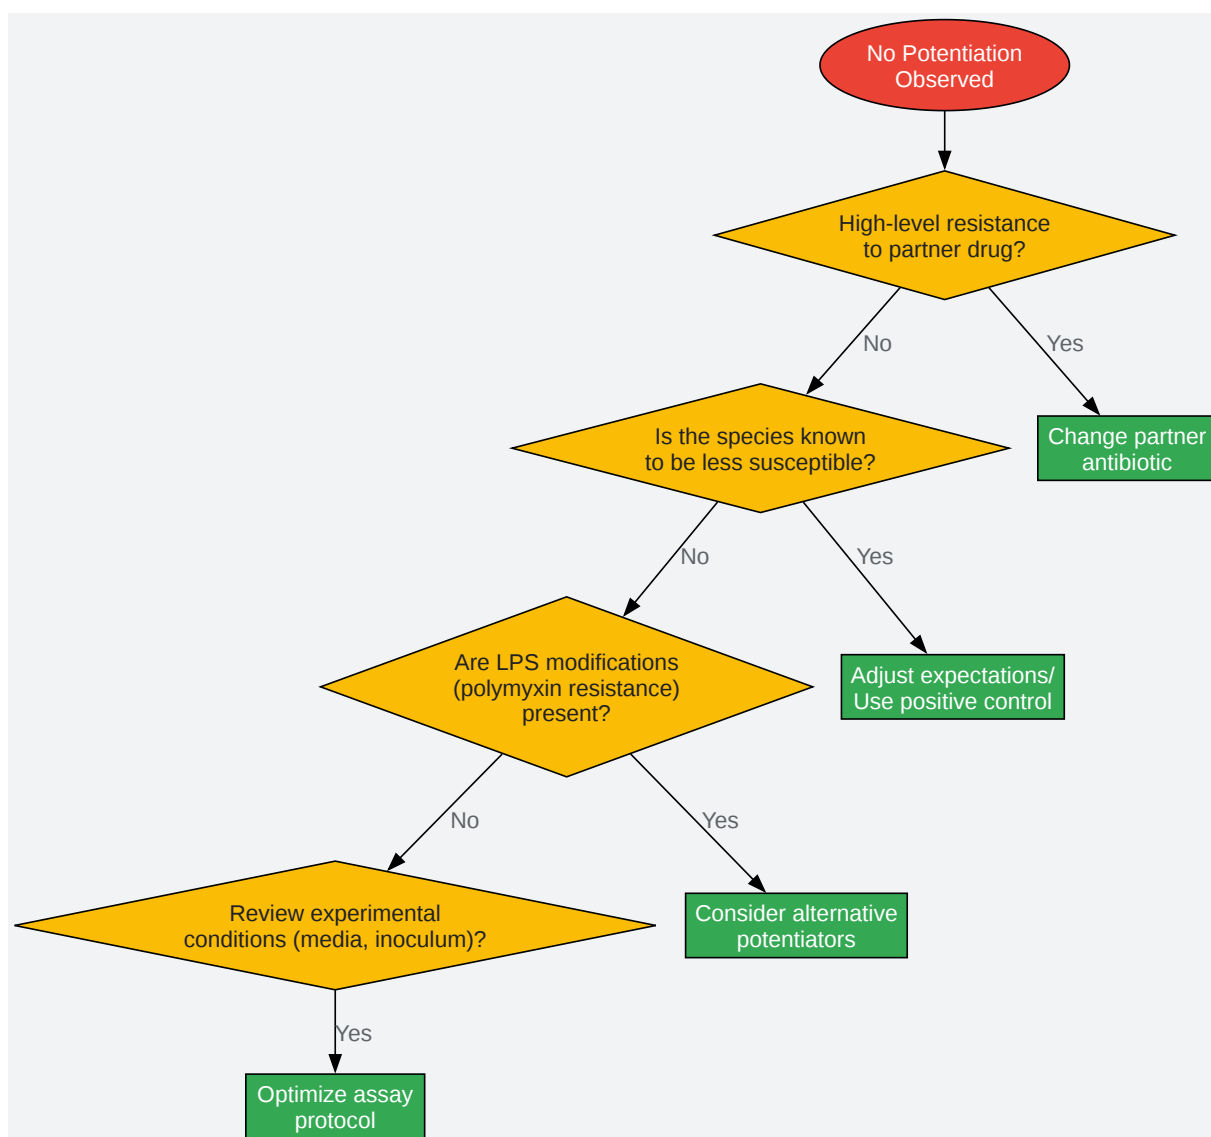 No Potentiation
Observed
High-level resistance
to partner drug?
No
Yes
Is the species known
to be less susceptible?
Change partner
antibiotic
No
Yes
Are LPS modifications
(polymyxin resistance)
present?
Adjust expectations/
Use positive control
No
Yes
Review experimental
conditions (media, inoculum)?
Consider alternative
potentiators
Yes
Optimize assay
protocol